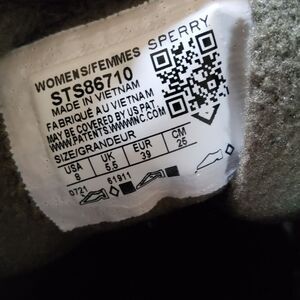 SPERRY
WOMENS/FEMMES
STS86710
MADE IN VIETNAM
FABRIQUÉ AU VIETNAM
MAY BE COVERED BY US PAT.
WWW.PATENTS.WWWINC.COM
SIZE/GRANDEUR
USA UK EUR CM
8 5.5 39 25
0721 61911